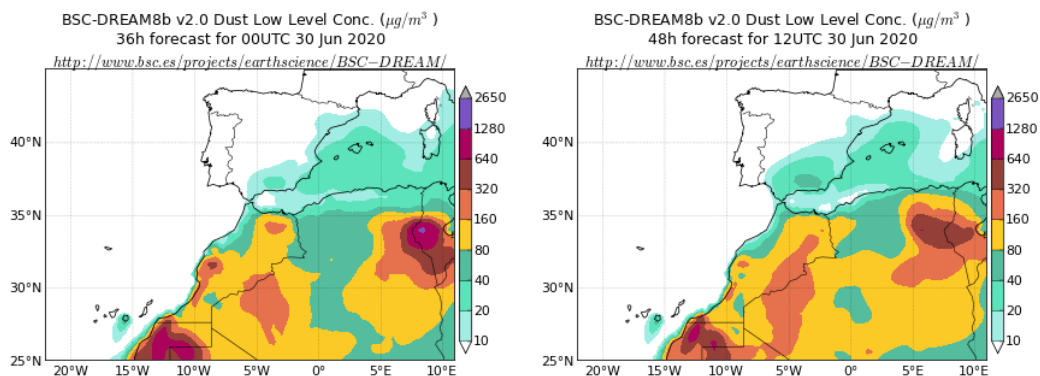 BSC-DREAM8b v2.0 Dust Low Level Conc. (μg/m³ )
36h forecast for 00UTC 30 Jun 2020
http://www.bsc.es/projects/earthscience/BSC−DREAM/
40°N
35°N
30°N
25°N
20°W
15°W
10°W
5°W
0°E
5°E
10°E
2650
1280
640
320
160
80
40
20
10
BSC-DREAM8b v2.0 Dust Low Level Conc. (μg/m³ )
48h forecast for 12UTC 30 Jun 2020
http://www.bsc.es/projects/earthscience/BSC−DREAM/
40°N
35°N
30°N
25°N
20°W
15°W
10°W
5°W
0°E
5°E
10°E
2650
1280
640
320
160
80
40
20
10